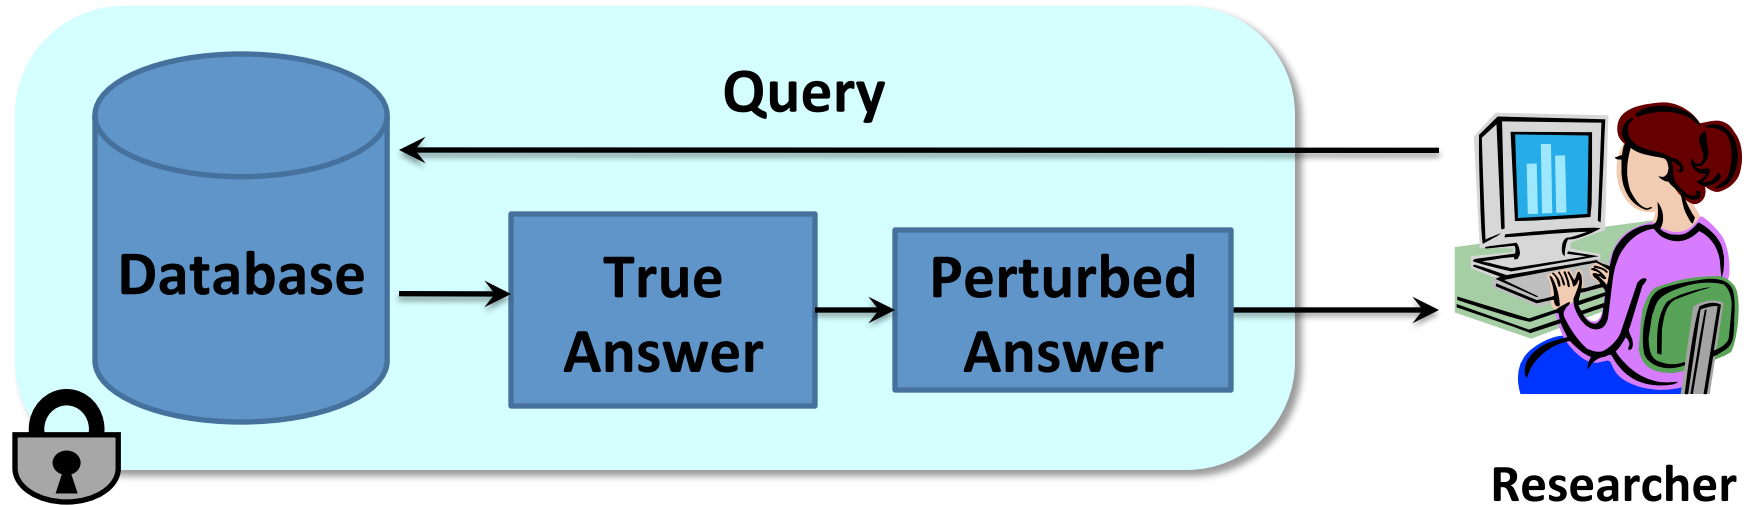 Query
Database
True
Answer
Perturbed
Answer
Researcher